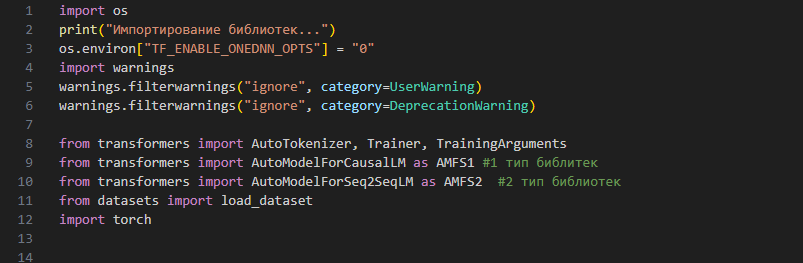 1 import os
2 print("Импортирование библиотек...")
3 os.environ["TF_ENABLE_ONEDNN_OPTS"] = "0"
4 import warnings
5 warnings.filterwarnings("ignore", category=UserWarning)
6 warnings.filterwarnings("ignore", category=DeprecationWarning)
7
8 from transformers import AutoTokenizer, Trainer, TrainingArguments
9 from transformers import AutoModelForCausalLM as AMFS1 #1 тип библитек
10 from transformers import AutoModelForSeq2SeqLM as AMFS2  #2 тип библиотек
11 from datasets import load_dataset
12 import torch
13
14